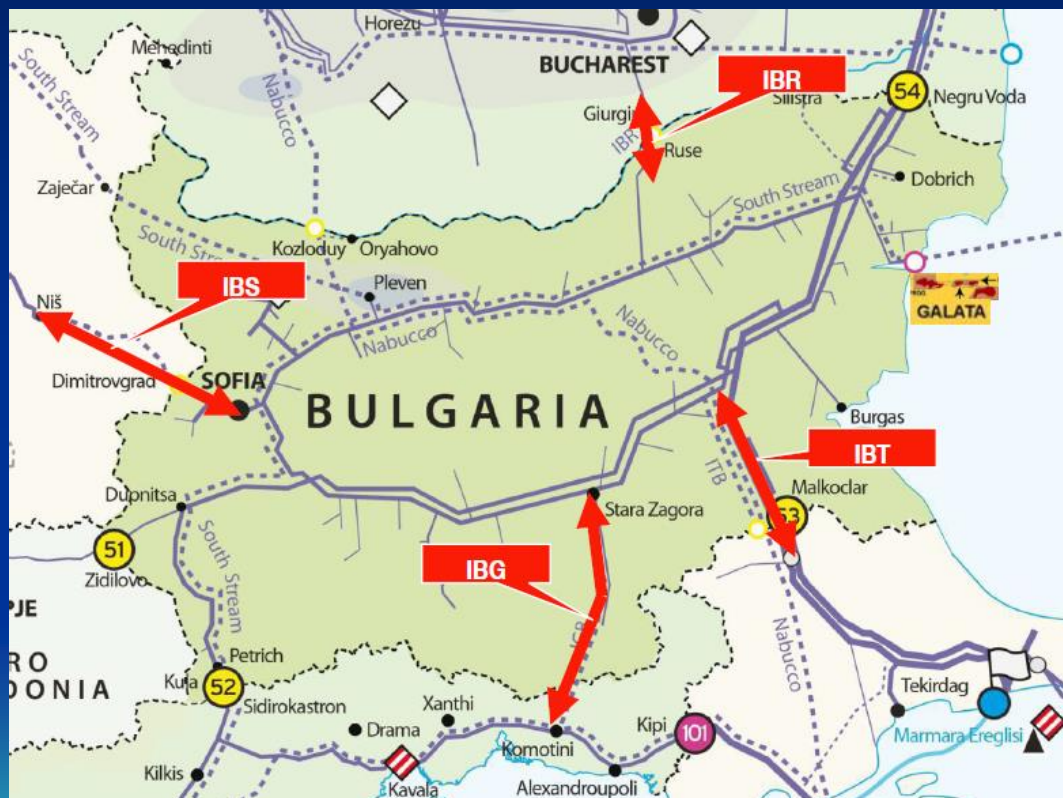 Horezu
Mehedinti
BUCHAREST
IBR
South Stream
Nabucco
Giurgiu
Silistra
54
Negru Voda
IBR
Ruse
Zaječar
Dobrich
South Stream
South Stre
Kozloduy
Oryahovo
IBS
Pleven
Niš
GALATA
Nabucco
Nabucco
Dimitrovgrad
SOFIA
BULGARIA
Burgas
IBT
ITB
Dupnitsa
Stara Zagora
Malkoclar
53
51
South Stream
IBG
Zidilovo
PJE
IGB
RO
Petrich
Nabucco
DONIA
Kula
52
Sidirokastron
Xanthi
Tekirdag
Drama
Kipi
101
Komotini
Marmara Ereglisi
Kilkis
Kavala
Alexandroupoli